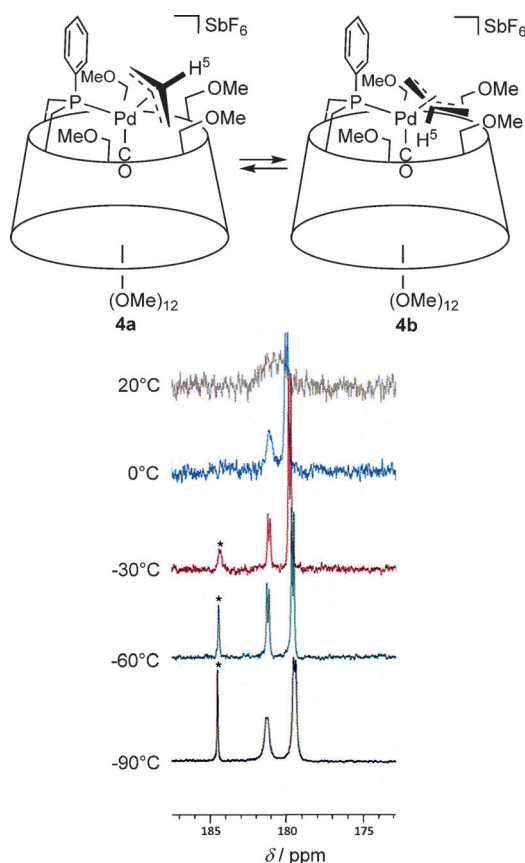 SbF6
SbF6
H5
MeO
OMe
OMe
P
Pd
MeO
C
O
MeO
OMe
OMe
P
Pd
MeO
H5
C
O
(OMe)12
(OMe)12
4a
4b
20°C
0°C
*
-30°C
*
-60°C
*
-90°C
185
180
175
δ / ppm